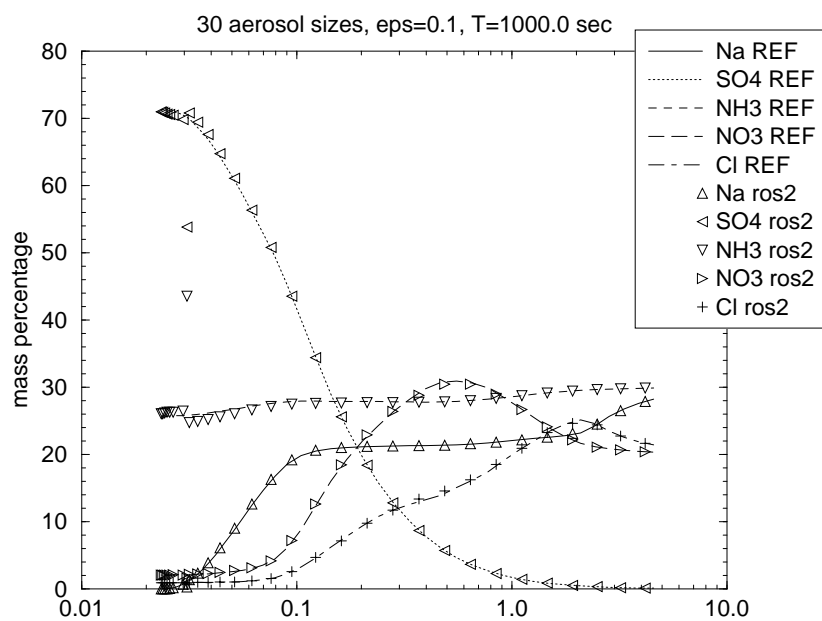 30 aerosol sizes, eps=0.1, T=1000.0 sec
mass percentage
80
70
60
50
40
30
20
10
0
0.01
0.1
1.0
10.0
Na REF
SO4 REF
NH3 REF
NO3 REF
Cl REF
Na ros2
SO4 ros2
NH3 ros2
NO3 ros2
Cl ros2